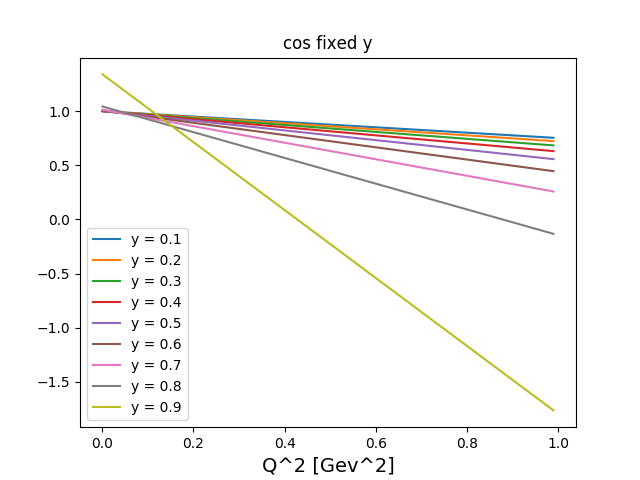 cos fixed y
1.0
0.5
0.0
−0.5
−1.0
−1.5
y = 0.1
y = 0.2
y = 0.3
y = 0.4
y = 0.5
y = 0.6
y = 0.7
y = 0.8
y = 0.9
0.0 0.2 0.4 0.6 0.8 1.0
Q^2 [Gev^2]